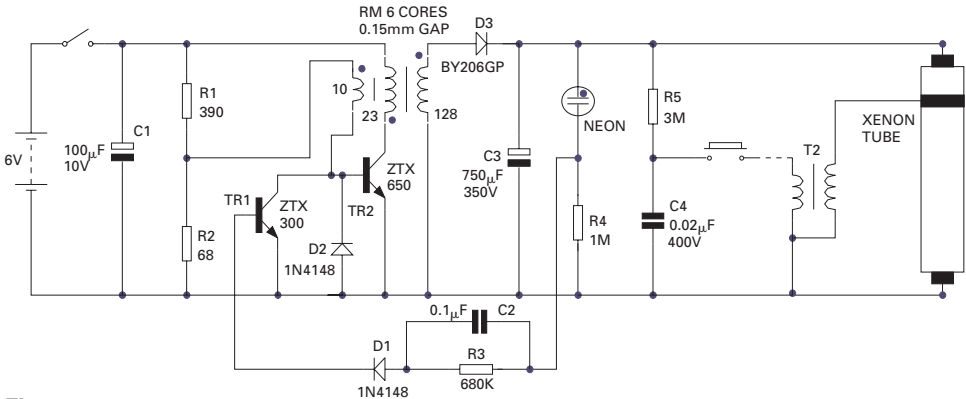 RM 6 CORES
0.15mm GAP
D3
BY206GP
R1
390
10
23
128
NEON
R5
3M
XENON
TUBE
C1
100μF
10V
6V
C3
750μF
350V
T2
ZTX
650
TR1
ZTX
300
TR2
R4
1M
C4
0.02μF
400V
R2
68
D2
1N4148
0.1μF
C2
D1
1N4148
R3
680K